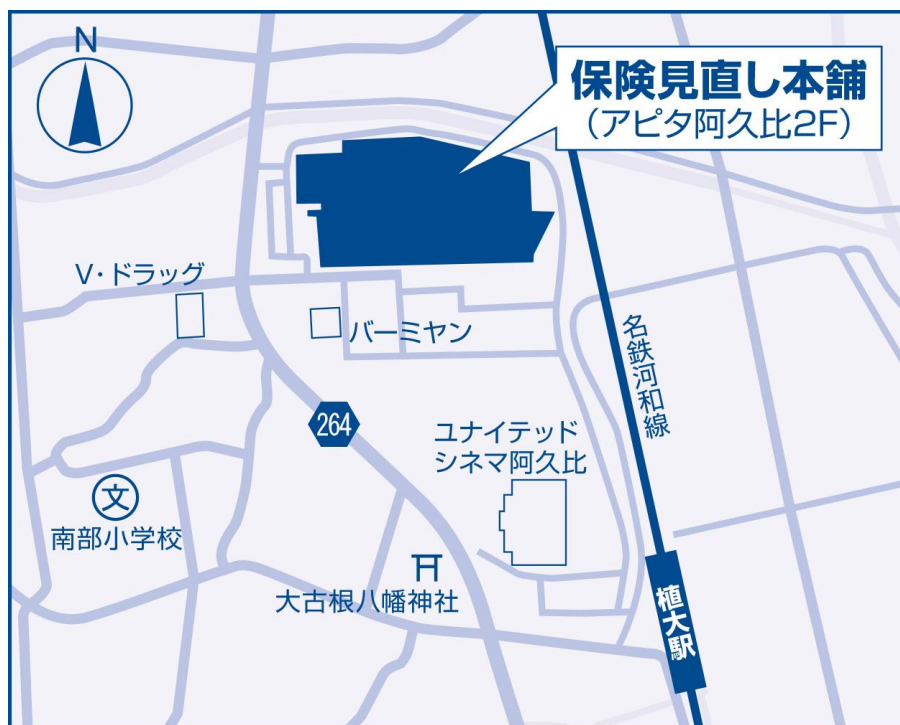 N
保険見直し本舗
（アピタ阿久比2F）
V・ドラッグ
バーミヤン
名鉄河和線
264
ユナイテッド
シネマ阿久比
文
南部小学校
大古根八幡神社
植大駅